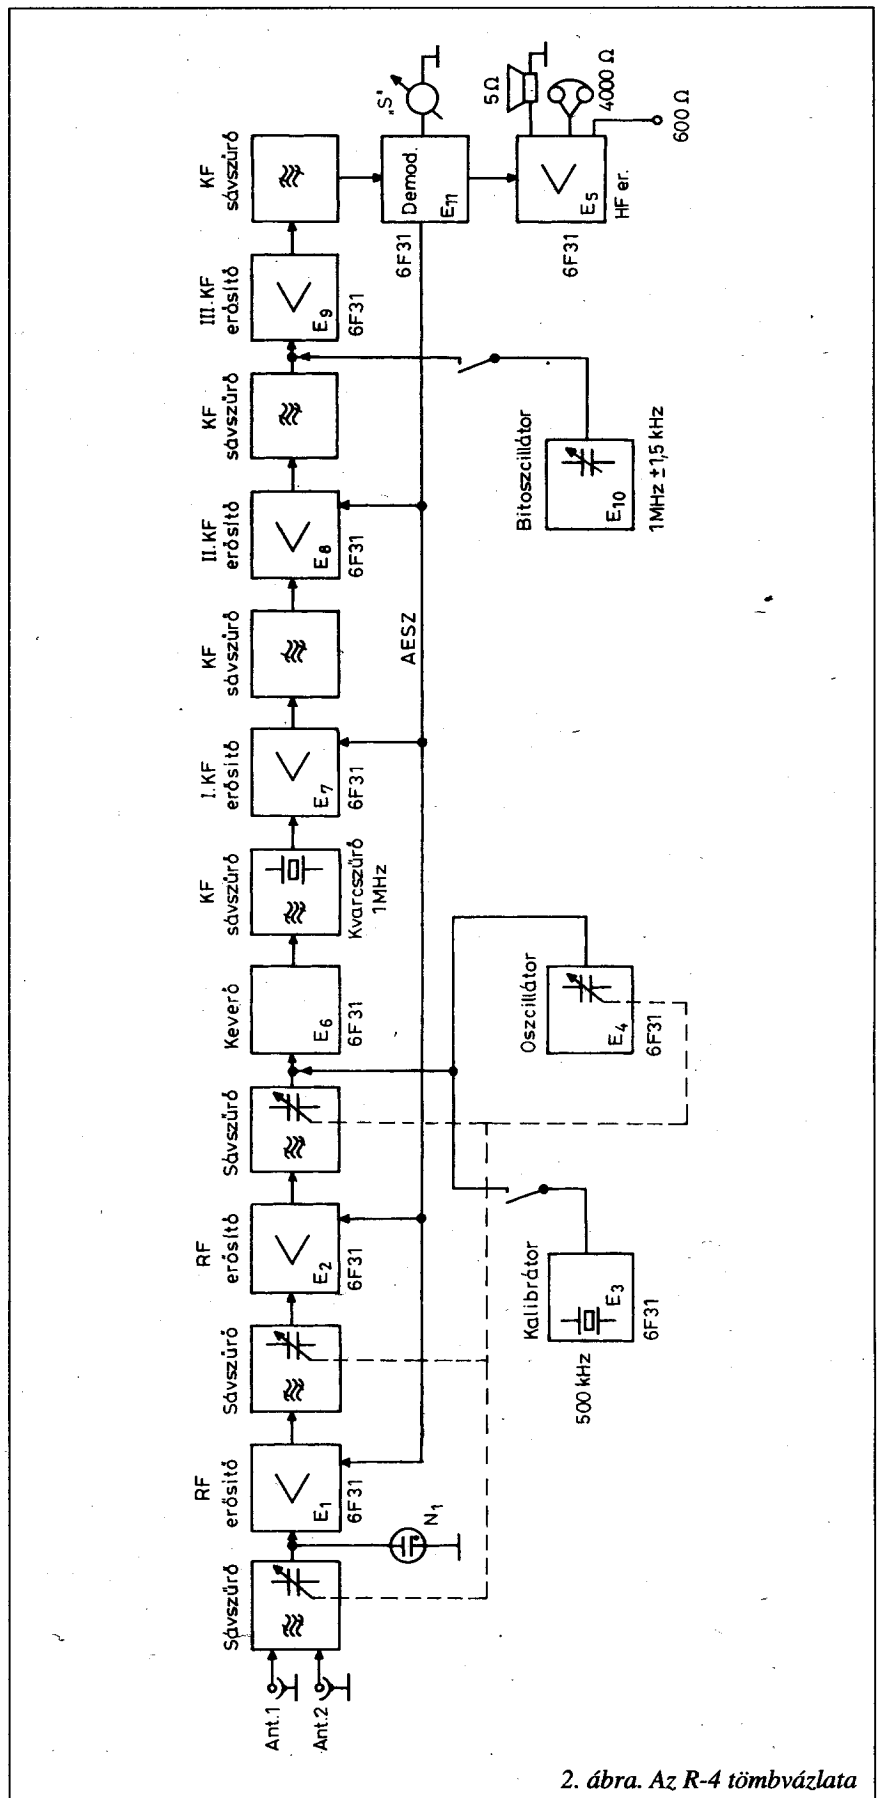 Ant.1
Ant.2
Sávszűrő
N1
RF
erősítő
E1
6F31
Sávszűrő
RF
erősítő
E2
6F31
Sávszűrő
Keverő
E6
6F31
KF
sávszűrő
Kvarcszűrő
1MHz
I.KF
erősítő
E7
6F31
KF
sávszűrő
II.KF
erősítő
E8
6F31
KF
sávszűrő
III.KF
erősítő
E9
6F31
KF
sávszűrő
AESZ
Demod.
E11
6F31
„S"
E5
6F31
HF er.
5Ω
4000 Ω
600 Ω
Kalibrátor
E3
500 kHz
6F31
Oszcillátor
E4
6F31
Bitoszcillátor
E10
1MHz ±1,5 kHz
2. ábra. Az R-4 tömbvázlata